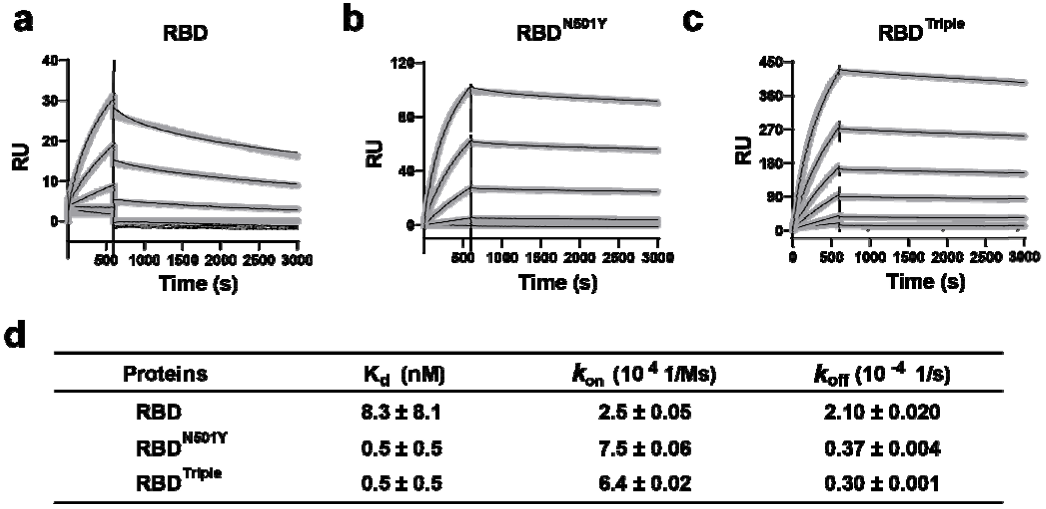 a
RBD
RU
40
30
20
10
0
500 1000 1500 2000 2500 3000
Time (s)
b
RBD N501Y
RU
120
80
40
0
500 1000 1500 2000 2500 3000
Time (s)
c
RBD Triple
RU
450
360
270
180
90
0
0 500 1000 1500 2000 2500 3000
Time (s)
d
Proteins Kd (nM) kon (10 4 1/Ms) koff (10 -4 1/s)
RBD 8.3 ± 8.1 2.5 ± 0.05 2.10 ± 0.020
RBD N501Y 0.5 ± 0.5 7.5 ± 0.06 0.37 ± 0.004
RBD Triple 0.5 ± 0.5 6.4 ± 0.02 0.30 ± 0.001